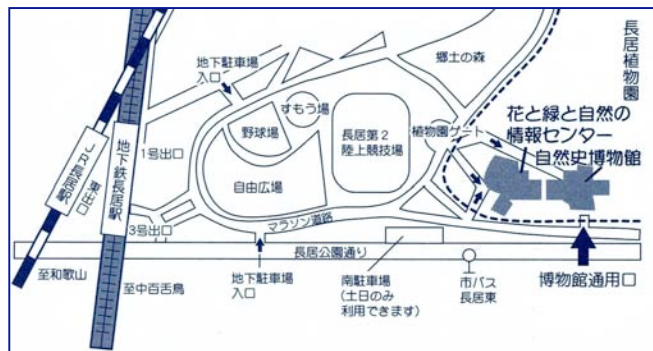 長居植物園
郷土の森
地下駐車場
入口
すもう場
野球場
長居第2
陸上競技場
植物園ゲート
花と緑と自然の
情報センター
自然史博物館
JR長居駅
東出口
地下鉄長居駅
1号出口
自由広場
マラソン道路
3号出口
長居公園通り
至和歌山
至中百舌鳥
地下駐車場
入口
南駐車場
(土日のみ
利用できます)
市バス
長居東
博物館通用口